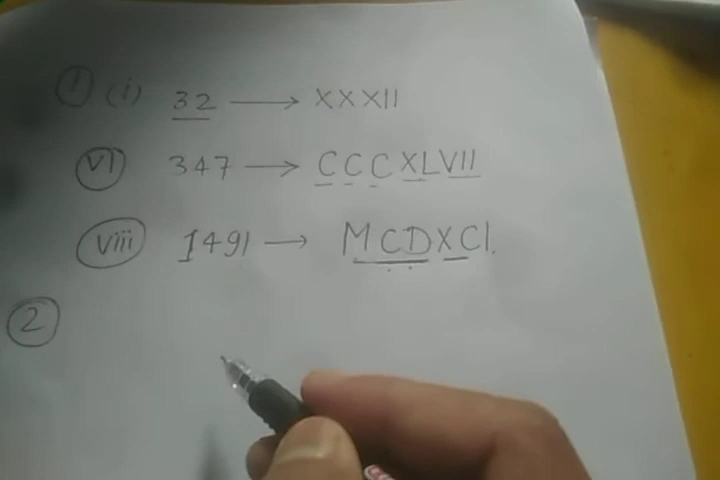 1 (i) 32 → XXXII
vi 347 → CCCXLVII
viii 1491 → MCDXCI.
2